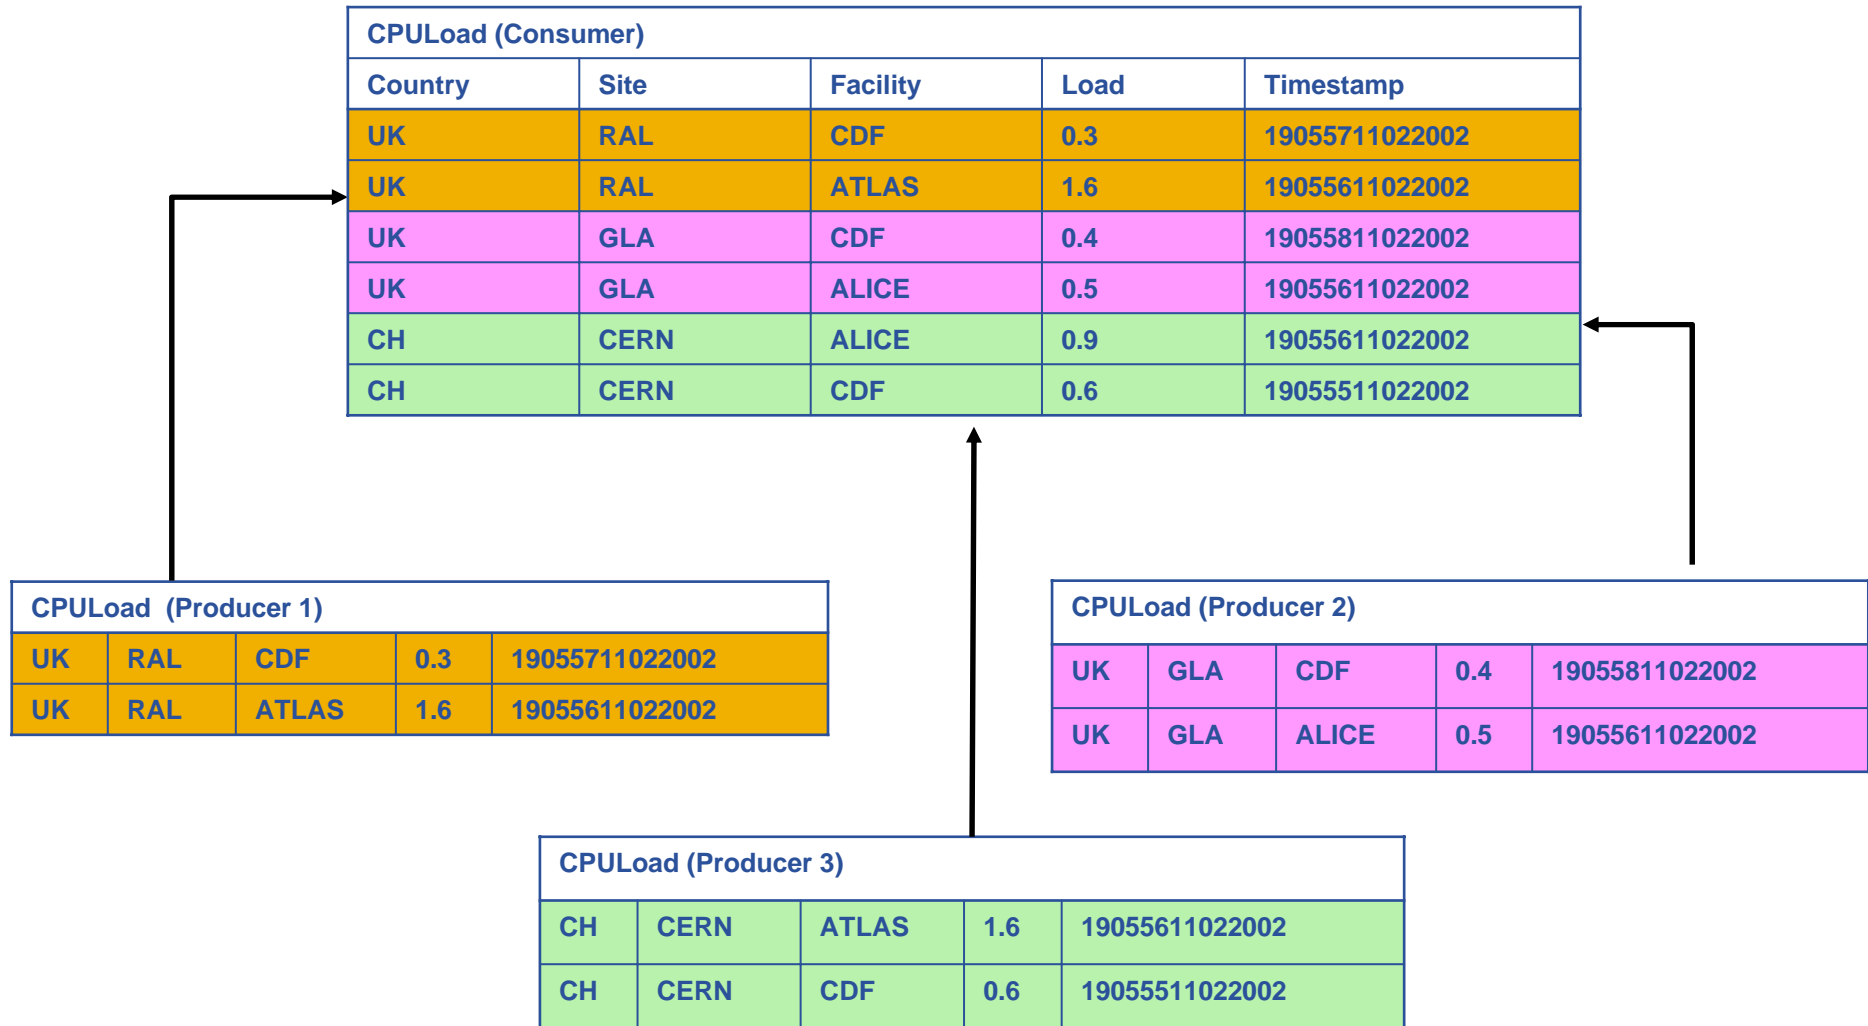 CPULoad (Consumer)
Country Site Facility Load Timestamp
UK RAL CDF 0.3 19055711022002
UK RAL ATLAS 1.6 19055611022002
UK GLA CDF 0.4 19055811022002
UK GLA ALICE 0.5 19055611022002
CH CERN ALICE 0.9 19055611022002
CH CERN CDF 0.6 19055511022002
CPULoad (Producer 1)
UK RAL CDF 0.3 19055711022002
UK RAL ATLAS 1.6 19055611022002
CPULoad (Producer 2)
UK GLA CDF 0.4 19055811022002
UK GLA ALICE 0.5 19055611022002
CPULoad (Producer 3)
CH CERN ATLAS 1.6 19055611022002
CH CERN CDF 0.6 19055511022002